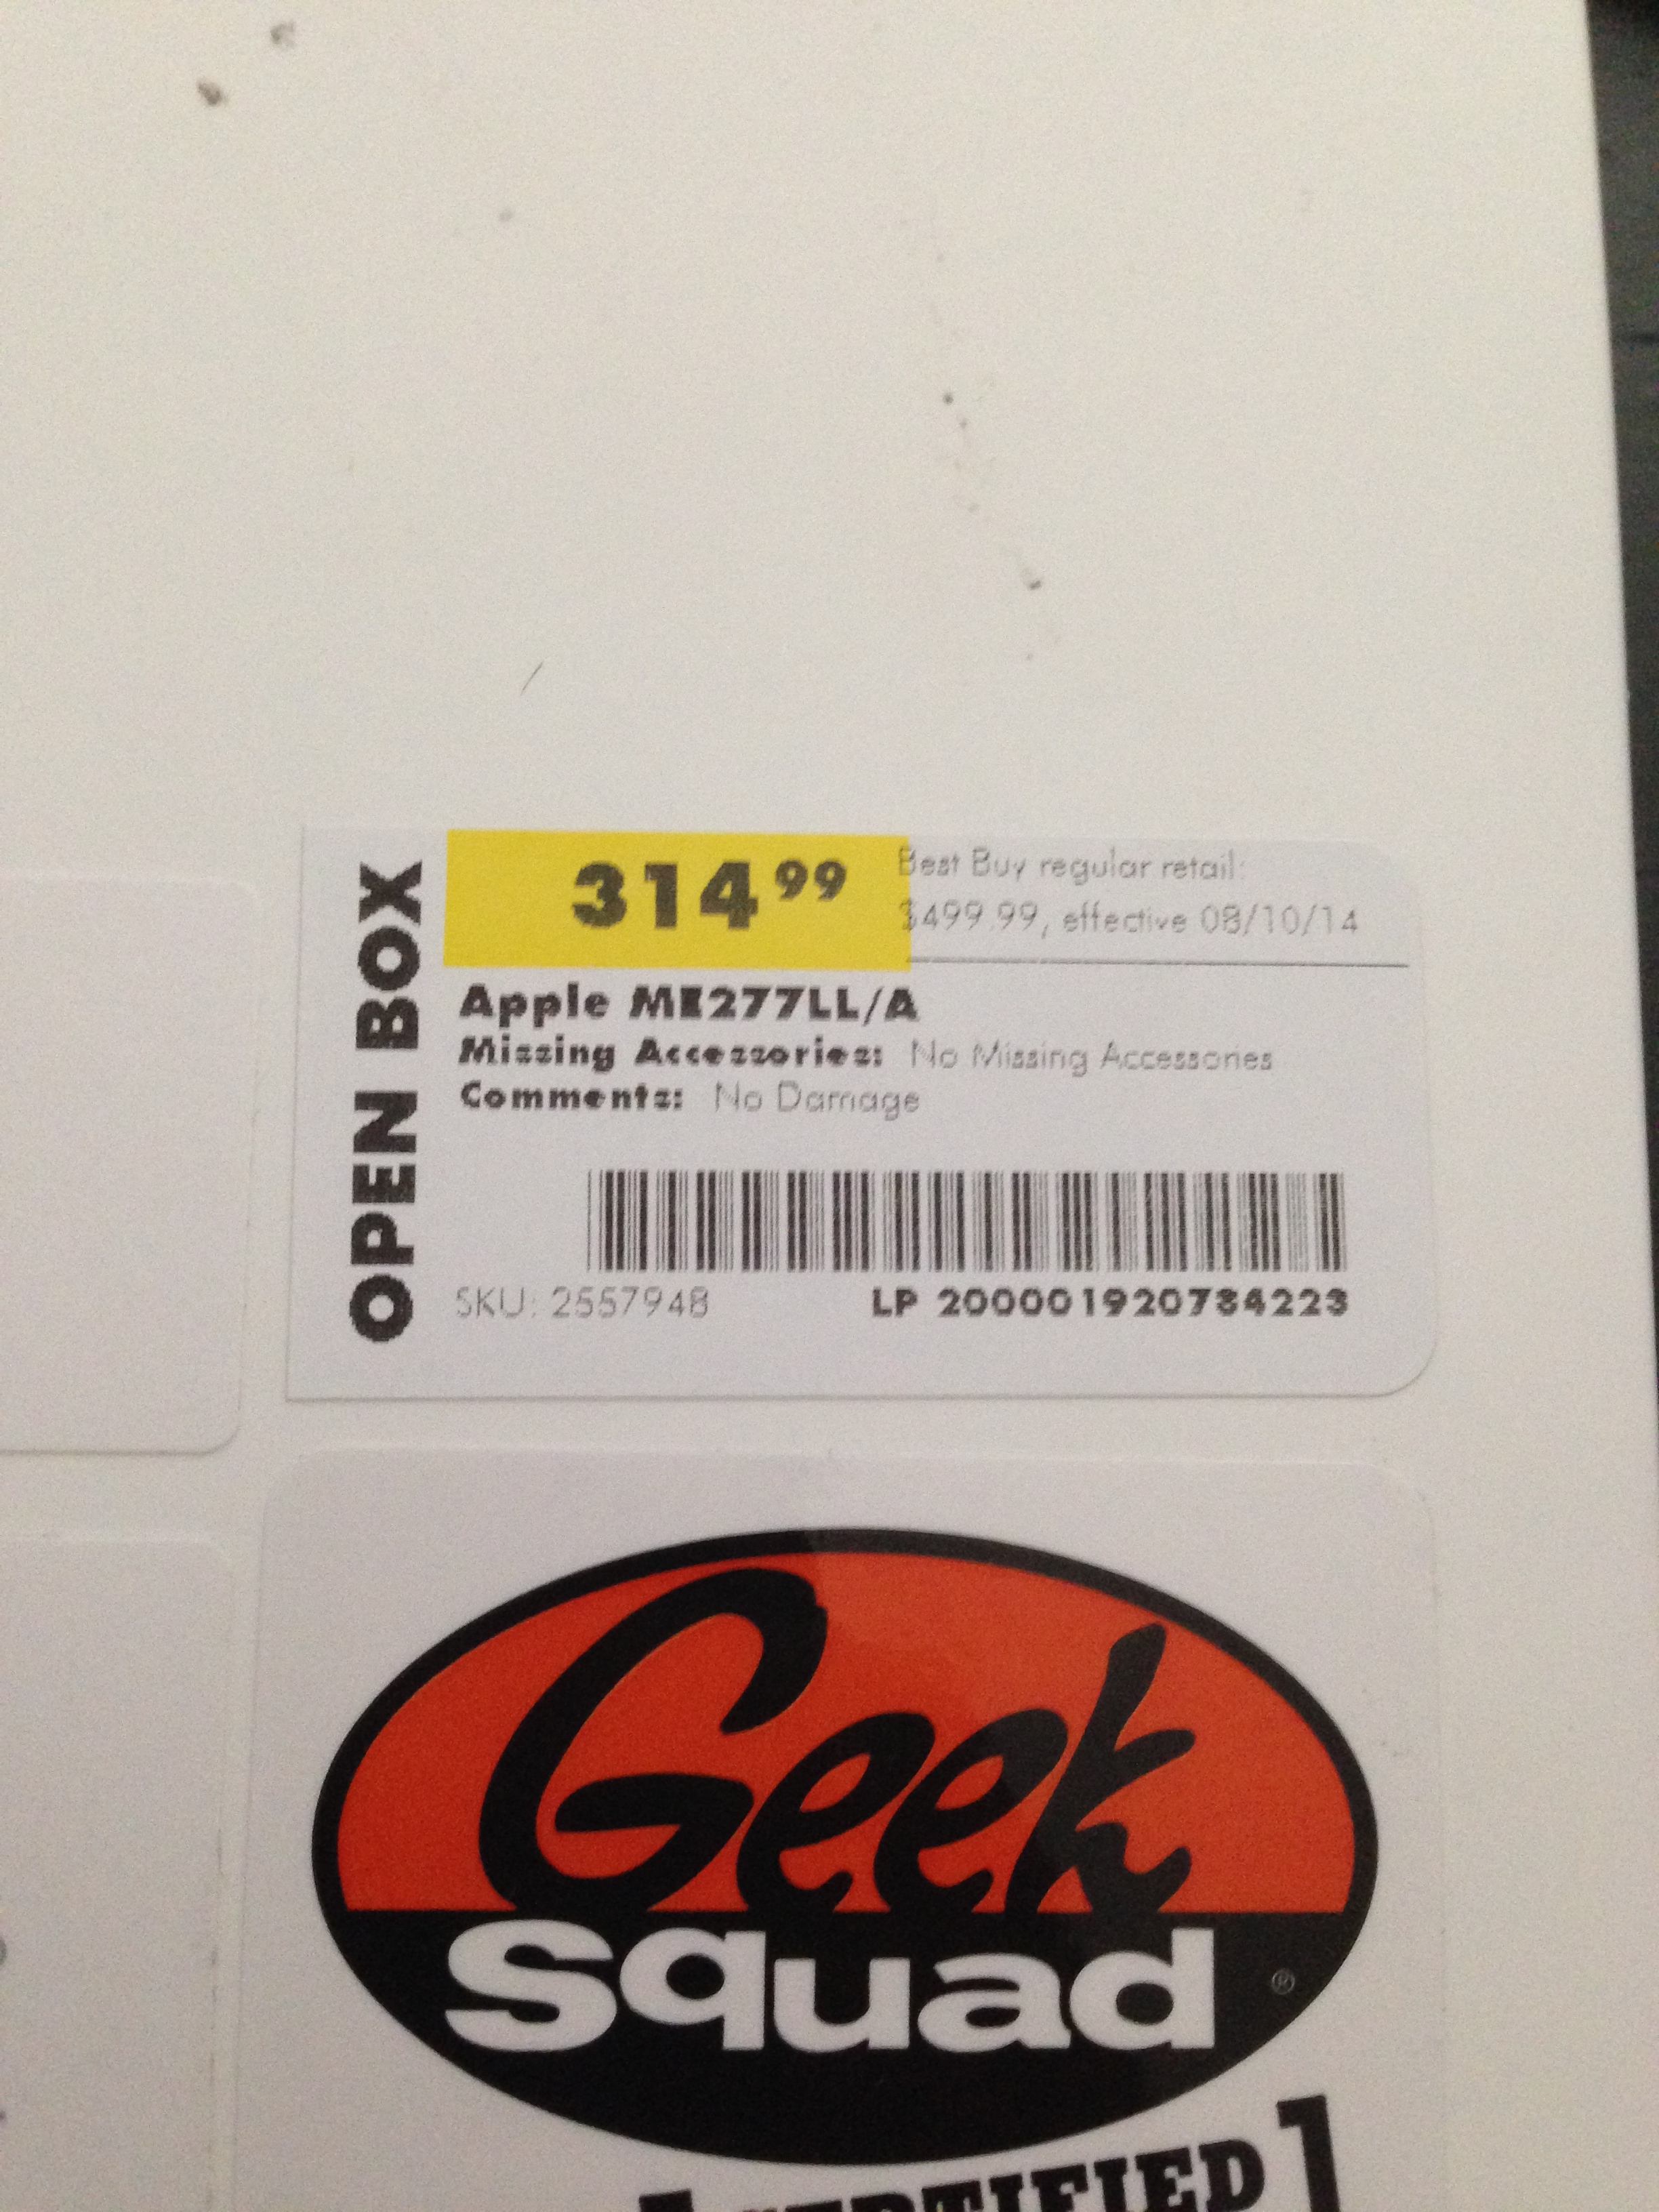 OPEN BOX
314 99
Best Buy regular retail:
$499.99, effective 08/10/14
Apple ME277LL/A
Missing Accessories: No Missing Accessories
Comments: No Damage
SKU: 2557948
LP 200001920784223
Geek
Squad ®
CERTIFIED